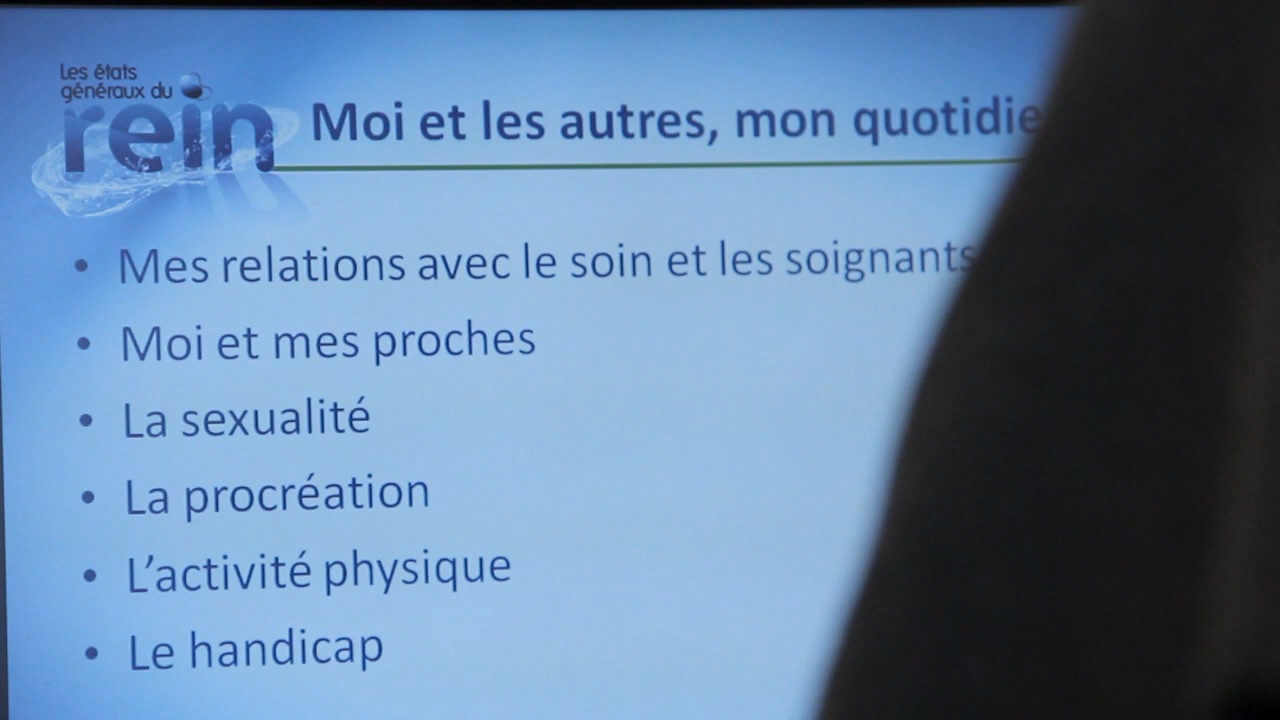 Les états
généraux du
rein
Moi et les autres, mon quotidie
• Mes relations avec le soin et les soignants
• Moi et mes proches
• La sexualité
• La procréation
• L’activité physique
• Le handicap